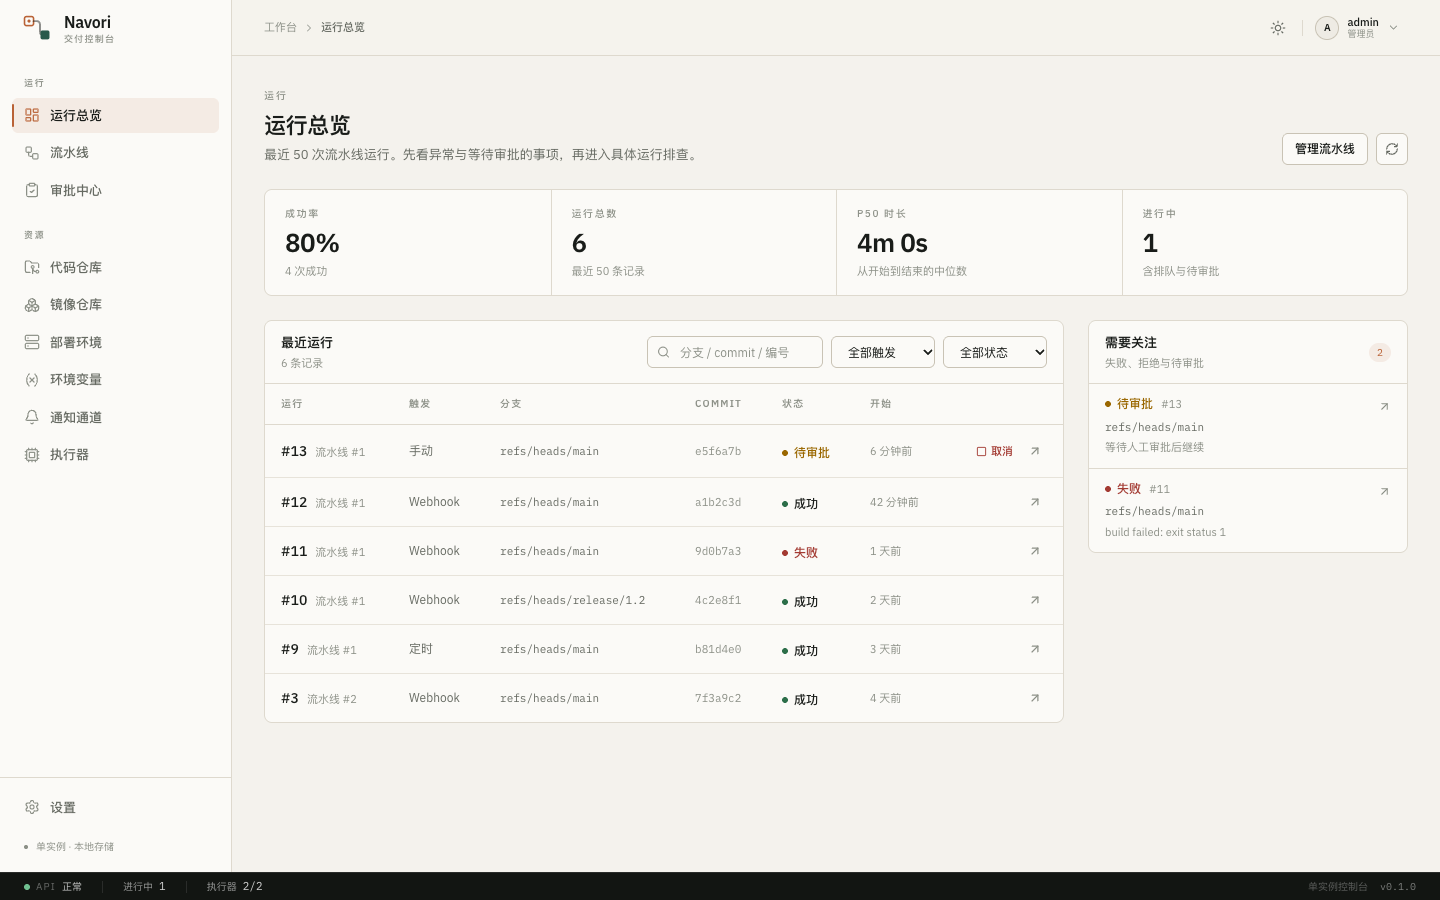 Navori
交付控制台
运行
运行总览
流水线
审批中心
资源
代码仓库
镜像仓库
部署环境
环境变量
通知通道
执行器
设置
单实例 · 本地存储
工作台 > 运行总览
A admin
管理员
运行
运行总览
最近 50 次流水线运行。先看异常与等待审批的事项，再进入具体运行排查。
管理流水线
成功率
80%
4 次成功
运行总数
6
最近 50 条记录
P50 时长
4m 0s
从开始到结束的中位数
进行中
1
含排队与待审批
最近运行
6 条记录
分支 / commit / 编号
全部触发
全部状态
运行 触发 分支 COMMIT 状态 开始
#13 流水线 #1 手动 refs/heads/main e5f6a7b 待审批 6 分钟前 取消
#12 流水线 #1 Webhook refs/heads/main a1b2c3d 成功 42 分钟前
#11 流水线 #1 Webhook refs/heads/main 9d0b7a3 失败 1 天前
#10 流水线 #1 Webhook refs/heads/release/1.2 4c2e8f1 成功 2 天前
#9 流水线 #1 定时 refs/heads/main b81d4e0 成功 3 天前
#3 流水线 #2 Webhook refs/heads/main 7f3a9c2 成功 4 天前
需要关注
失败、拒绝与待审批
2
待审批 #13
refs/heads/main
等待人工审批后继续
失败 #11
refs/heads/main
build failed: exit status 1
API 正常 进行中 1 执行器 2/2 单实例控制台 v0.1.0